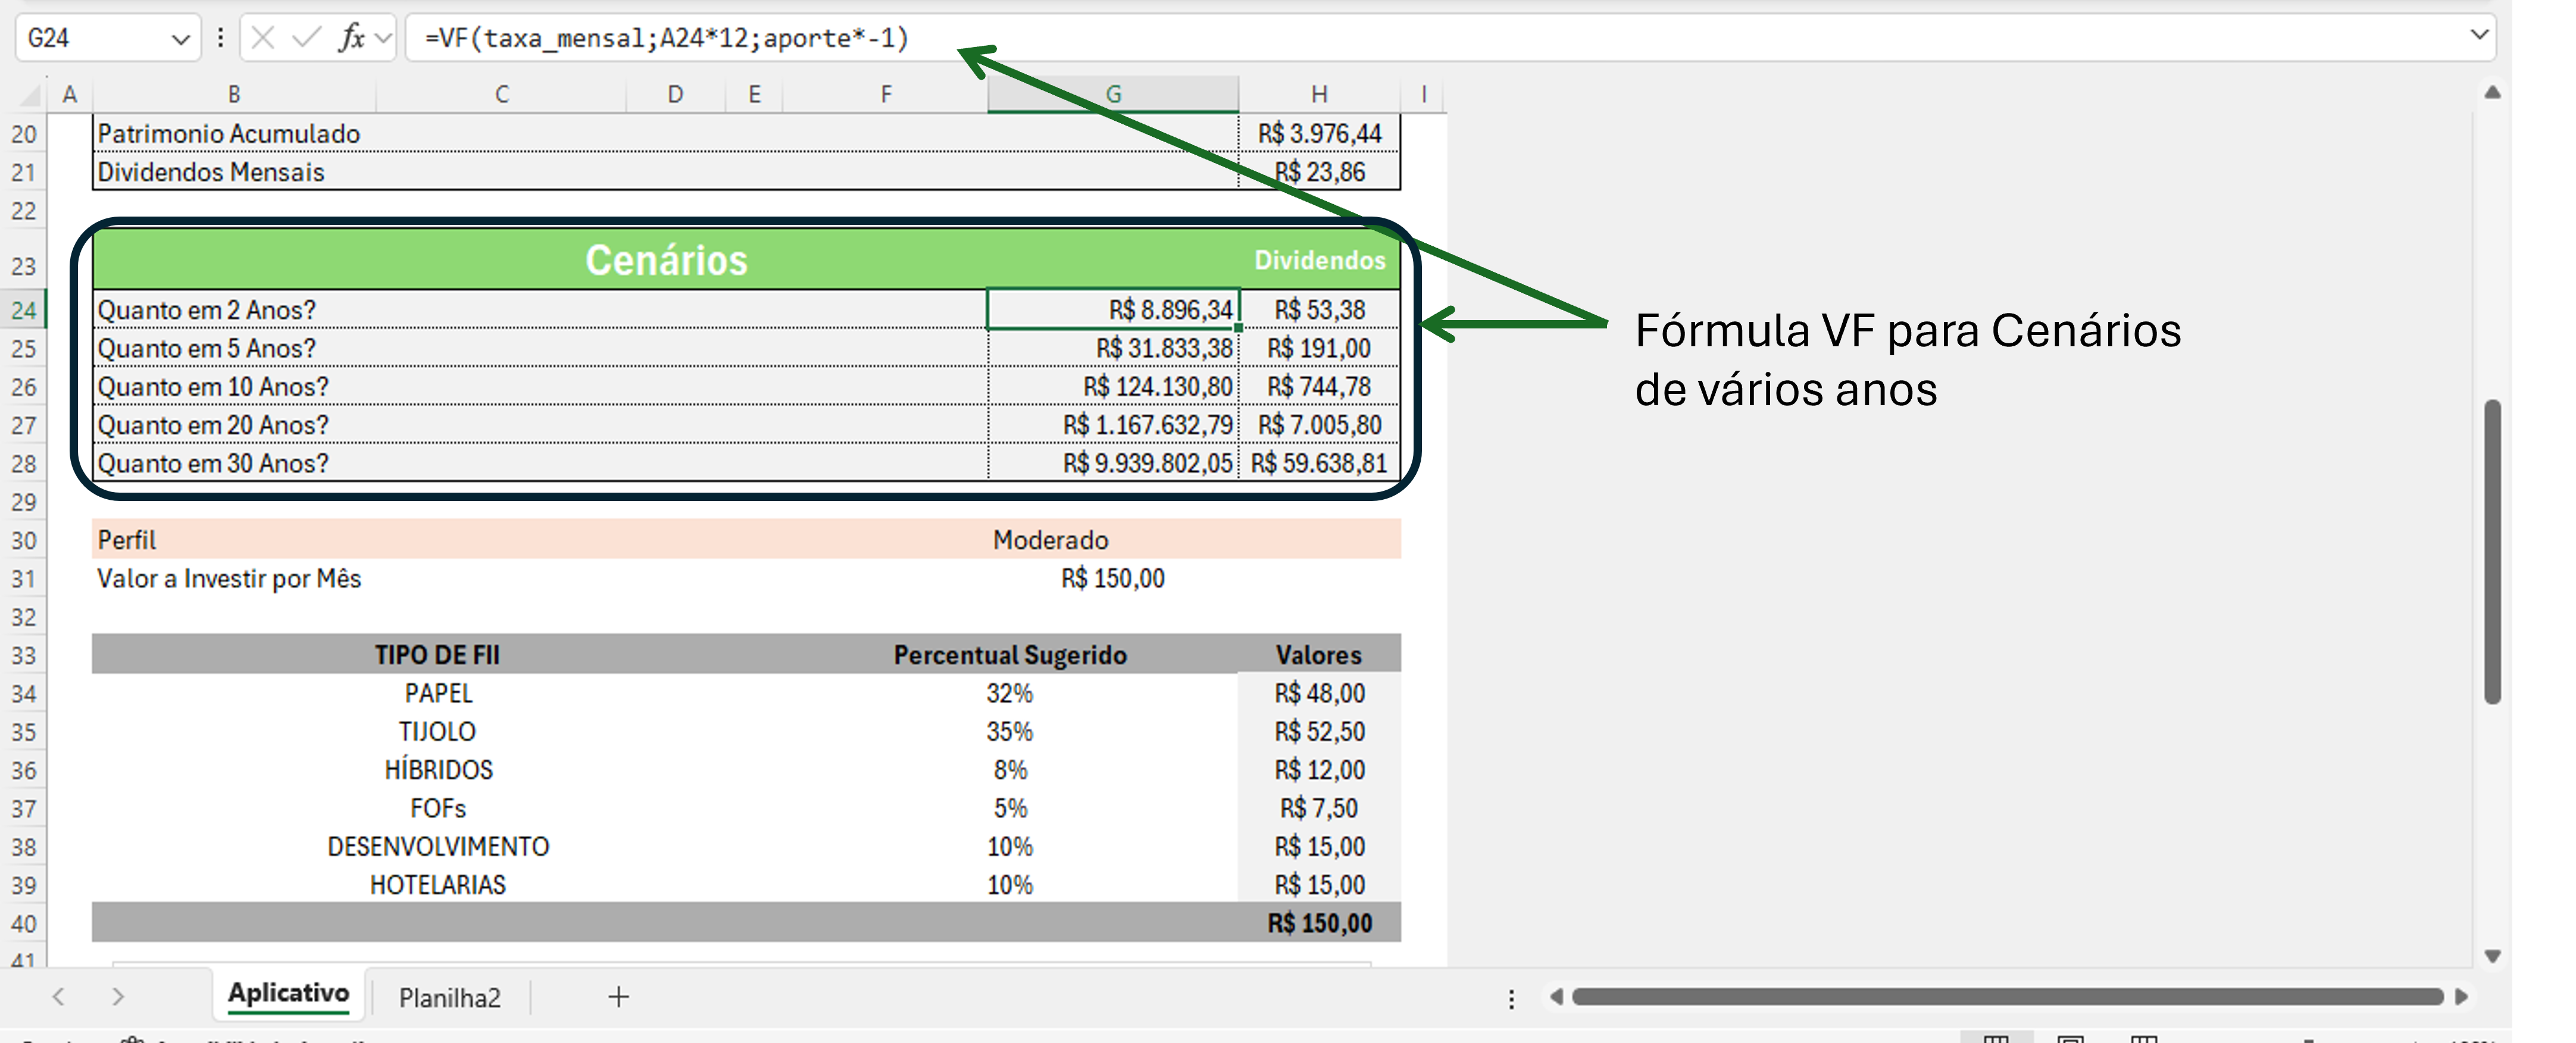 G24 fx =VF(taxa_mensal;A24*12;aporte*-1)
A B C D E F G H I
20 Patrimonio Acumulado R$ 3.976,44
21 Dividendos Mensais R$ 23,86
22
23 Cenários Dividendos
24 Quanto em 2 Anos? R$ 8.896,34 R$ 53,38
25 Quanto em 5 Anos? R$ 31.833,38 R$ 191,00
26 Quanto em 10 Anos? R$ 124.130,80 R$ 744,78
27 Quanto em 20 Anos? R$ 1.167.632,79 R$ 7.005,80
28 Quanto em 30 Anos? R$ 9.939.802,05 R$ 59.638,81
Fórmula VF para Cenários
de vários anos
29
30 Perfil Moderado
31 Valor a Investir por Mês R$ 150,00
32
33 TIPO DE FII Percentual Sugerido Valores
34 PAPEL 32% R$ 48,00
35 TIJOLO 35% R$ 52,50
36 HÍBRIDOS 8% R$ 12,00
37 FOFs 5% R$ 7,50
38 DESENVOLVIMENTO 10% R$ 15,00
39 HOTELARIAS 10% R$ 15,00
40 R$ 150,00
41
Aplicativo Planilha2